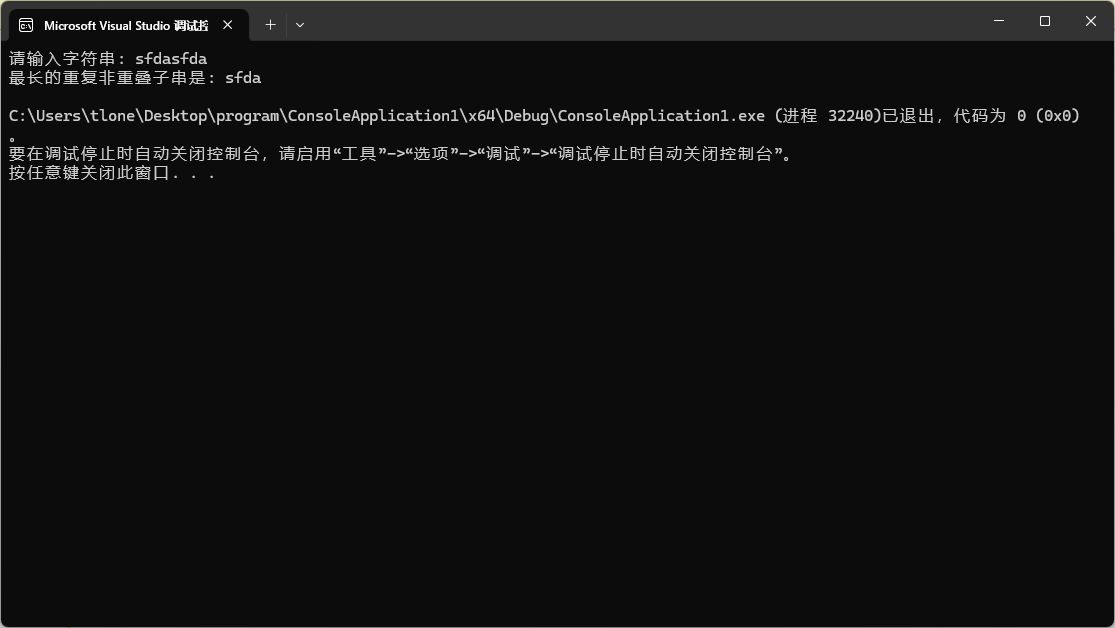 Microsoft Visual Studio 调试控
请输入字符串: sfdasfda
最长的重复非重叠子串是: sfda
C:\Users\tlone\Desktop\program\ConsoleApplication1\x64\Debug\ConsoleApplication1.exe (进程 32240)已退出，代码为 0 (0x0)
。
要在调试停止时自动关闭控制台，请启用“工具”->“选项”->“调试”->“调试停止时自动关闭控制台”。
按任意键关闭此窗口. . .